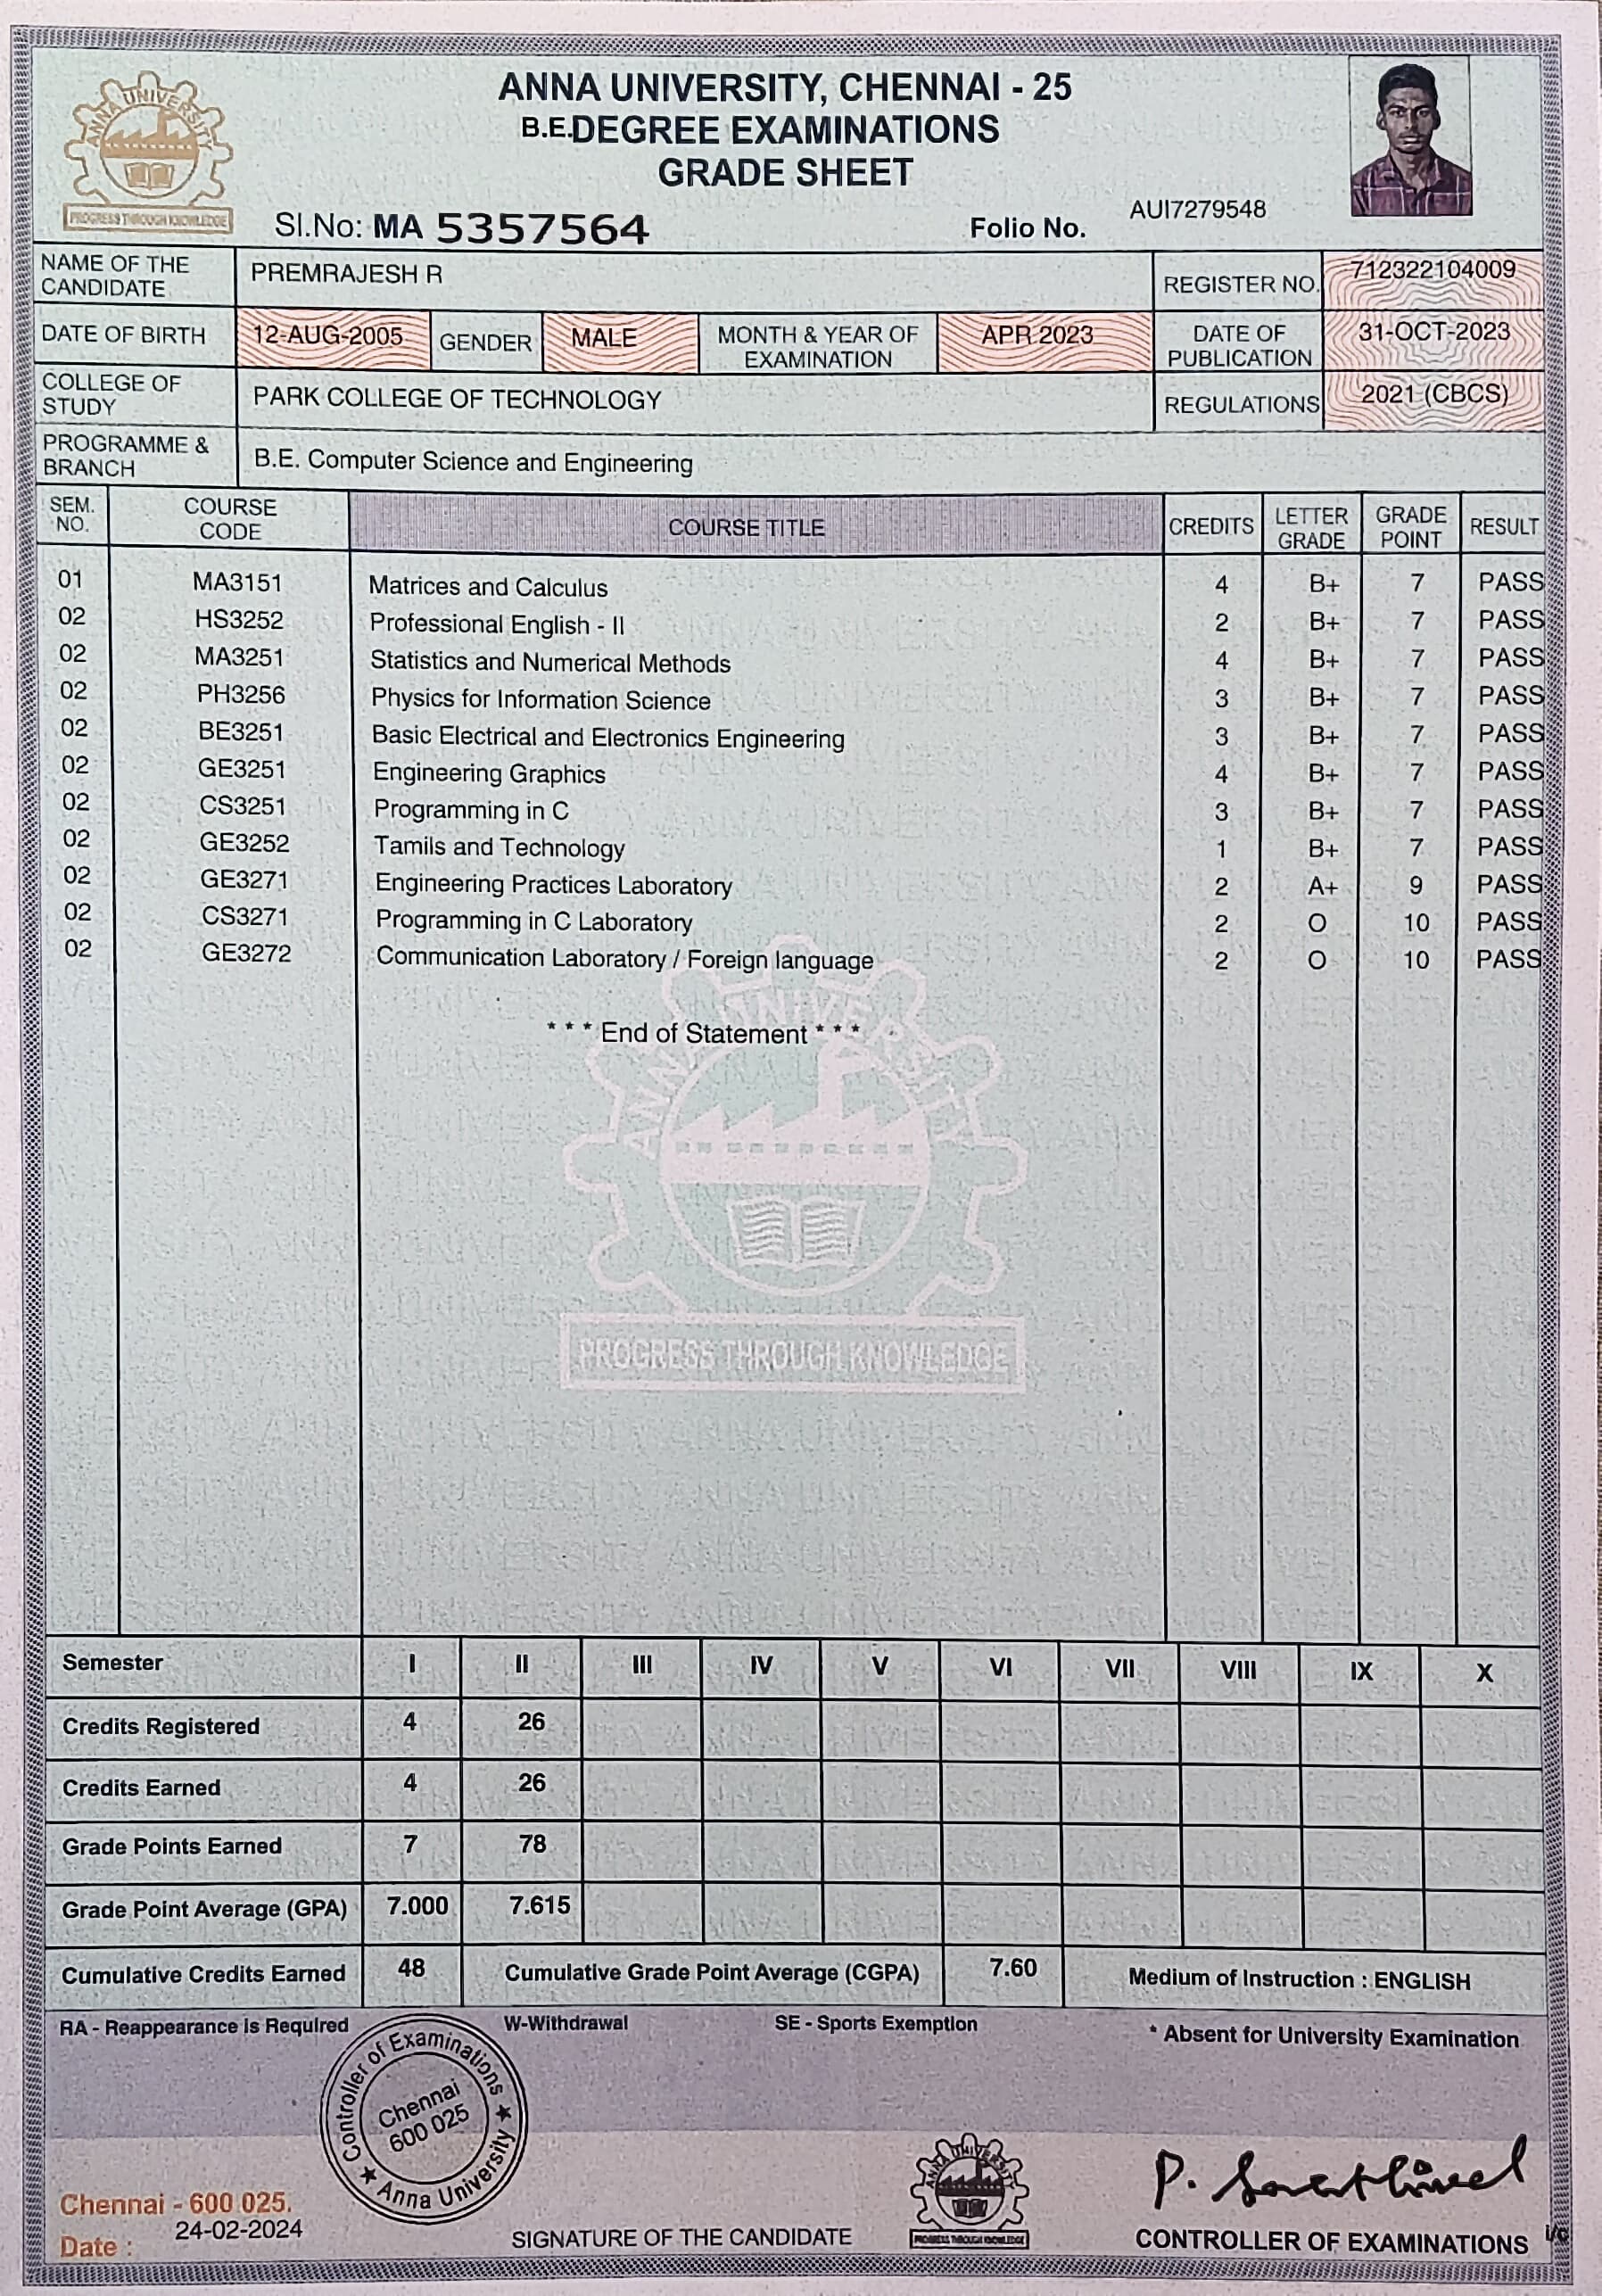 ANNA UNIVERSITY, CHENNAI - 25
B.E.DEGREE EXAMINATIONS
GRADE SHEET
ANNA UNIVERSITY
PROGRESS THROUGH KNOWLEDGE
Sl.No: MA 5357564 Folio No. AUI7279548
NAME OF THE CANDIDATE PREMRAJESH R REGISTER NO. 712322104009
DATE OF BIRTH 12-AUG-2005 GENDER MALE MONTH & YEAR OF EXAMINATION APR 2023 DATE OF PUBLICATION 31-OCT-2023
COLLEGE OF STUDY PARK COLLEGE OF TECHNOLOGY REGULATIONS 2021 (CBCS)
PROGRAMME & BRANCH B.E. Computer Science and Engineering
SEM. NO. COURSE CODE COURSE TITLE CREDITS LETTER GRADE GRADE POINT RESULT
01 MA3151 Matrices and Calculus 4 B+ 7 PASS
02 HS3252 Professional English - II 2 B+ 7 PASS
02 MA3251 Statistics and Numerical Methods 4 B+ 7 PASS
02 PH3256 Physics for Information Science 3 B+ 7 PASS
02 BE3251 Basic Electrical and Electronics Engineering 3 B+ 7 PASS
02 GE3251 Engineering Graphics 4 B+ 7 PASS
02 CS3251 Programming in C 3 B+ 7 PASS
02 GE3252 Tamils and Technology 1 B+ 7 PASS
02 GE3271 Engineering Practices Laboratory 2 A+ 9 PASS
02 CS3271 Programming in C Laboratory 2 O 10 PASS
02 GE3272 Communication Laboratory / Foreign language 2 O 10 PASS
* * * End of Statement * * *
ANNA UNIVERSITY
PROGRESS THROUGH KNOWLEDGE
Semester I II III IV V VI VII VIII IX X
Credits Registered 4 26
Credits Earned 4 26
Grade Points Earned 7 78
Grade Point Average (GPA) 7.000 7.615
Cumulative Credits Earned 48 Cumulative Grade Point Average (CGPA) 7.60 Medium of Instruction : ENGLISH
RA - Reappearance is Required W-Withdrawal SE - Sports Exemption * Absent for University Examination
Controller of Examinations ★ Anna University ★
Chennai
600 025
ANNA UNIVERSITY
PROGRESS THROUGH KNOWLEDGE
Chennai - 600 025.
Date : 24-02-2024
SIGNATURE OF THE CANDIDATE
CONTROLLER OF EXAMINATIONS i/c